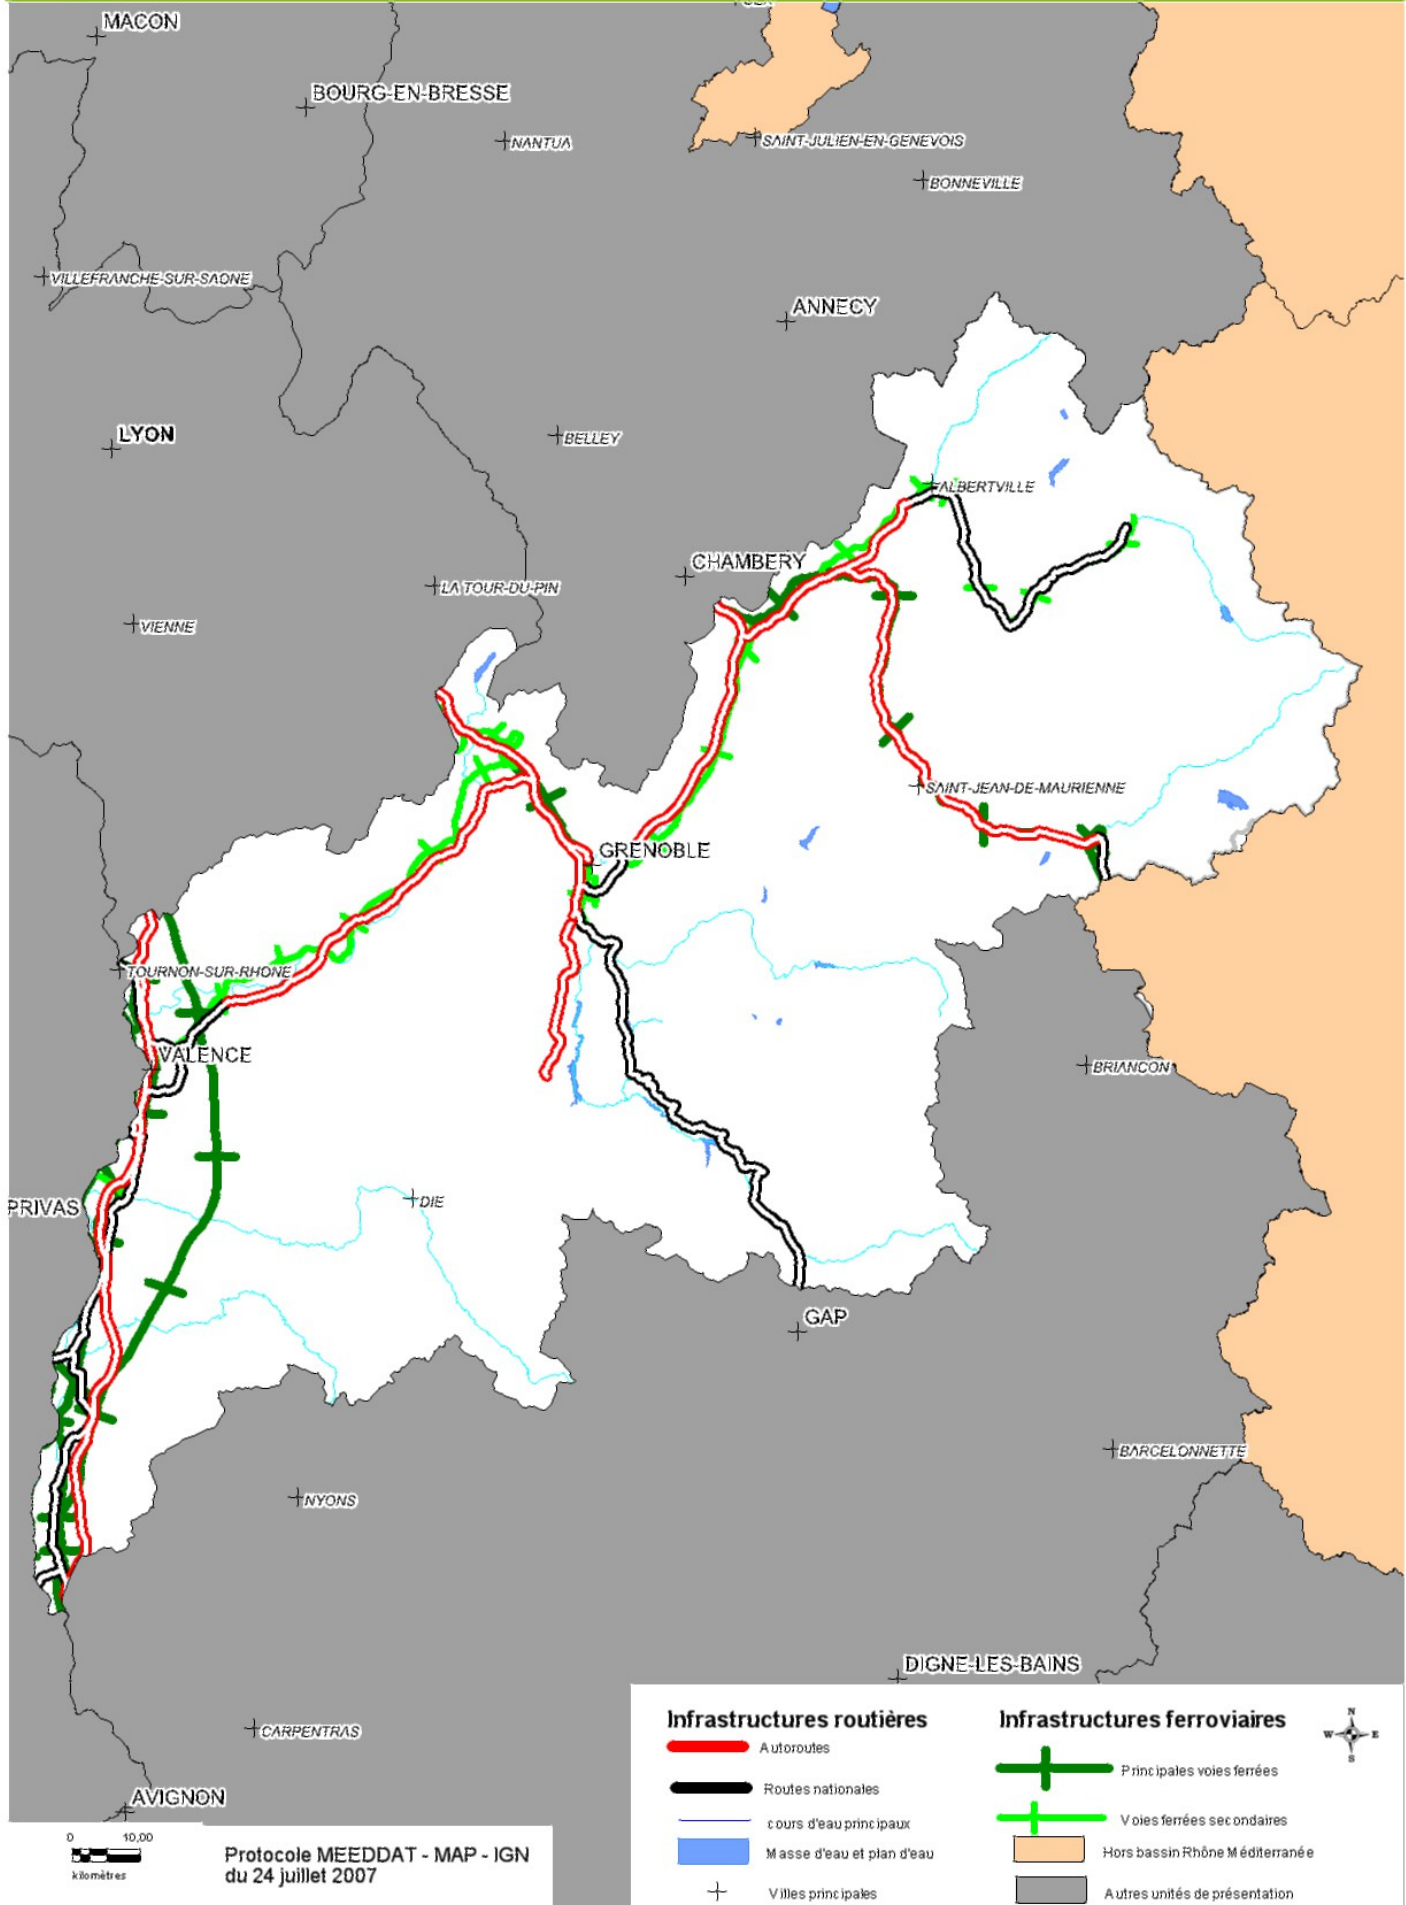 MACON
BOURG-EN-BRESSE
NANTUA
SAINT-JULIEN-EN-GENEVOIS
BONNEVILLE
VILLEFRANCHE-SUR-SAONE
ANNECY
LYON
BELLEY
ALBERTVILLE
CHAMBERY
LA TOUR-DU-PIN
VIENNE
SAINT-JEAN-DE-MAURIENNE
GRENOBLE
TOURNON-SUR-RHONE
VALENCE
BRIANCON
PRIVAS
DIE
GAP
BARCELONNETTE
NYONS
DIGNE-LES-BAINS
CARPENTRAS
AVIGNON
0 10,00
kilomètres
Protocole MEEDDAT - MAP - IGN
du 24 juillet 2007
Infrastructures routières
Autoroutes
Routes nationales
cours d'eau principaux
Masse d'eau et plan d'eau
Villes principales
Infrastructures ferroviaires
Principales voies ferrées
Voies ferrées secondaires
Hors bassin Rhône Méditerranée
Autres unités de présentation
N
W E
S